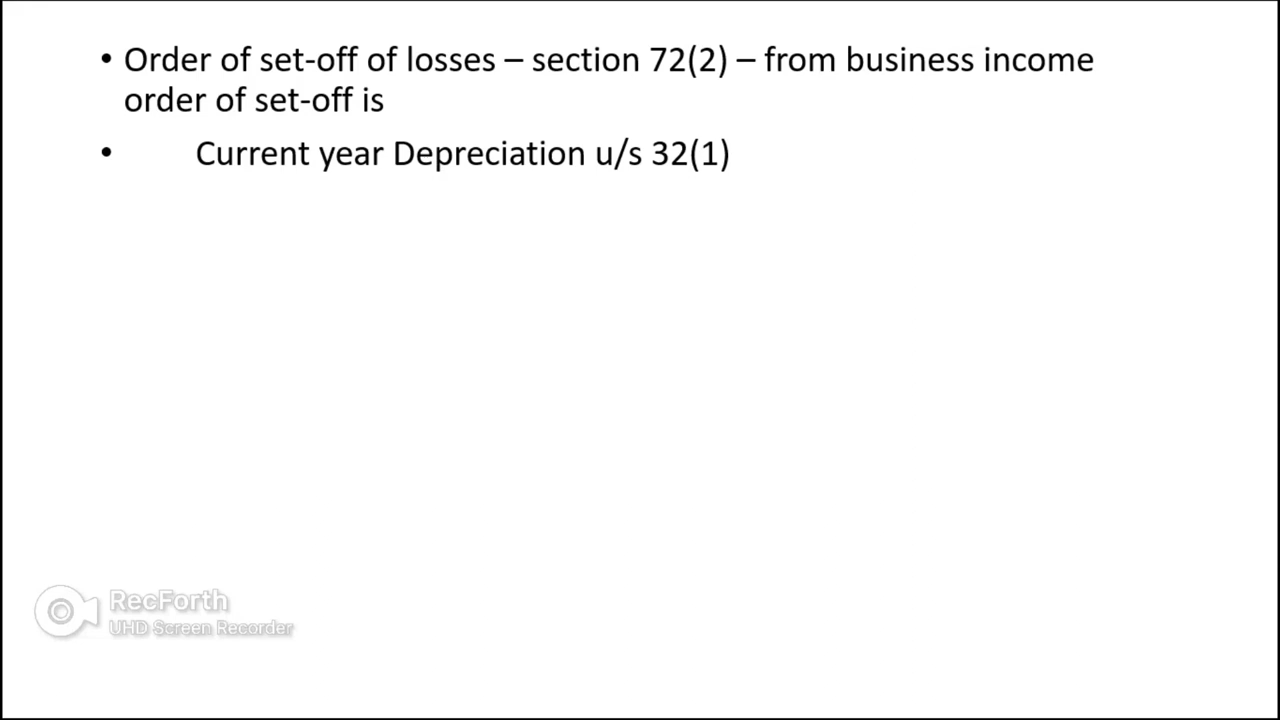 • Order of set-off of losses – section 72(2) – from business income
order of set-off is
• Current year Depreciation u/s 32(1)
RecForth
UHD Screen Recorder